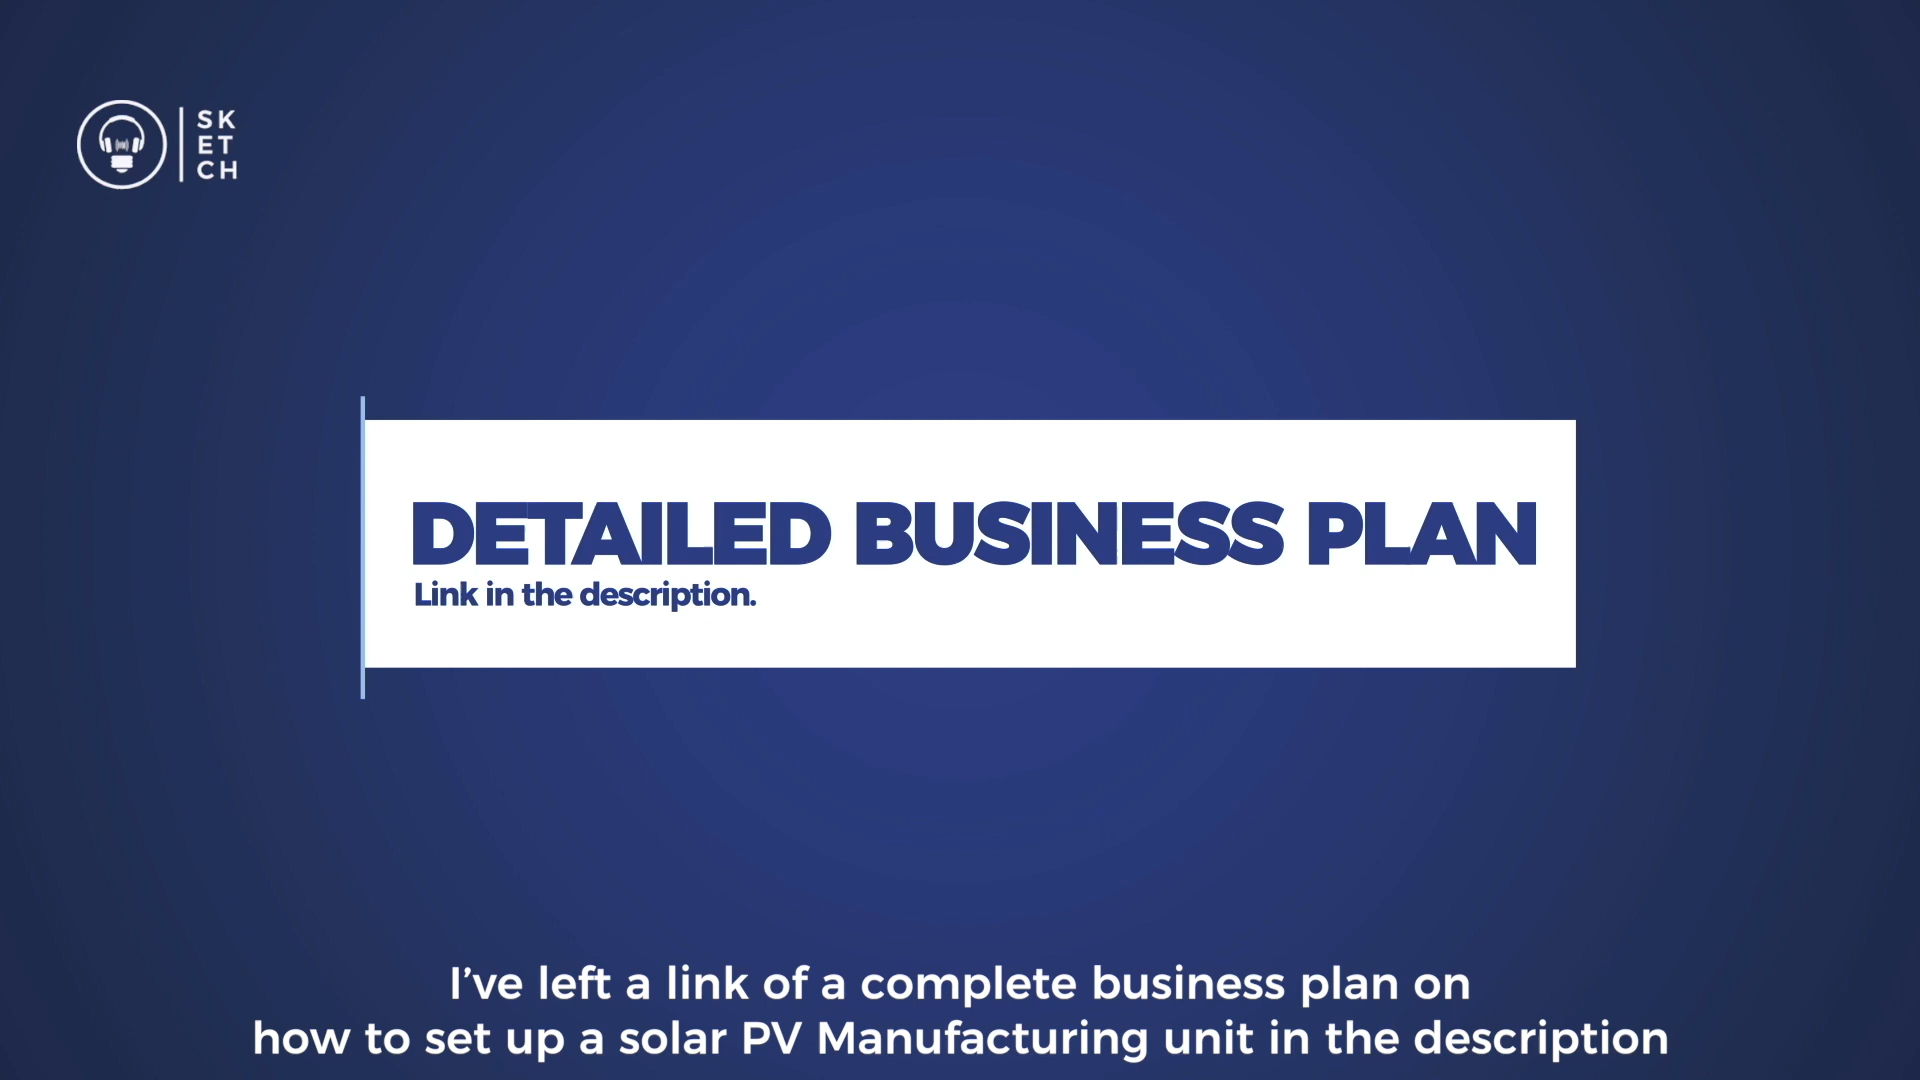 SK
ET
CH
DETAILED BUSINESS PLAN
Link in the description.
I’ve left a link of a complete business plan on
how to set up a solar PV Manufacturing unit in the description